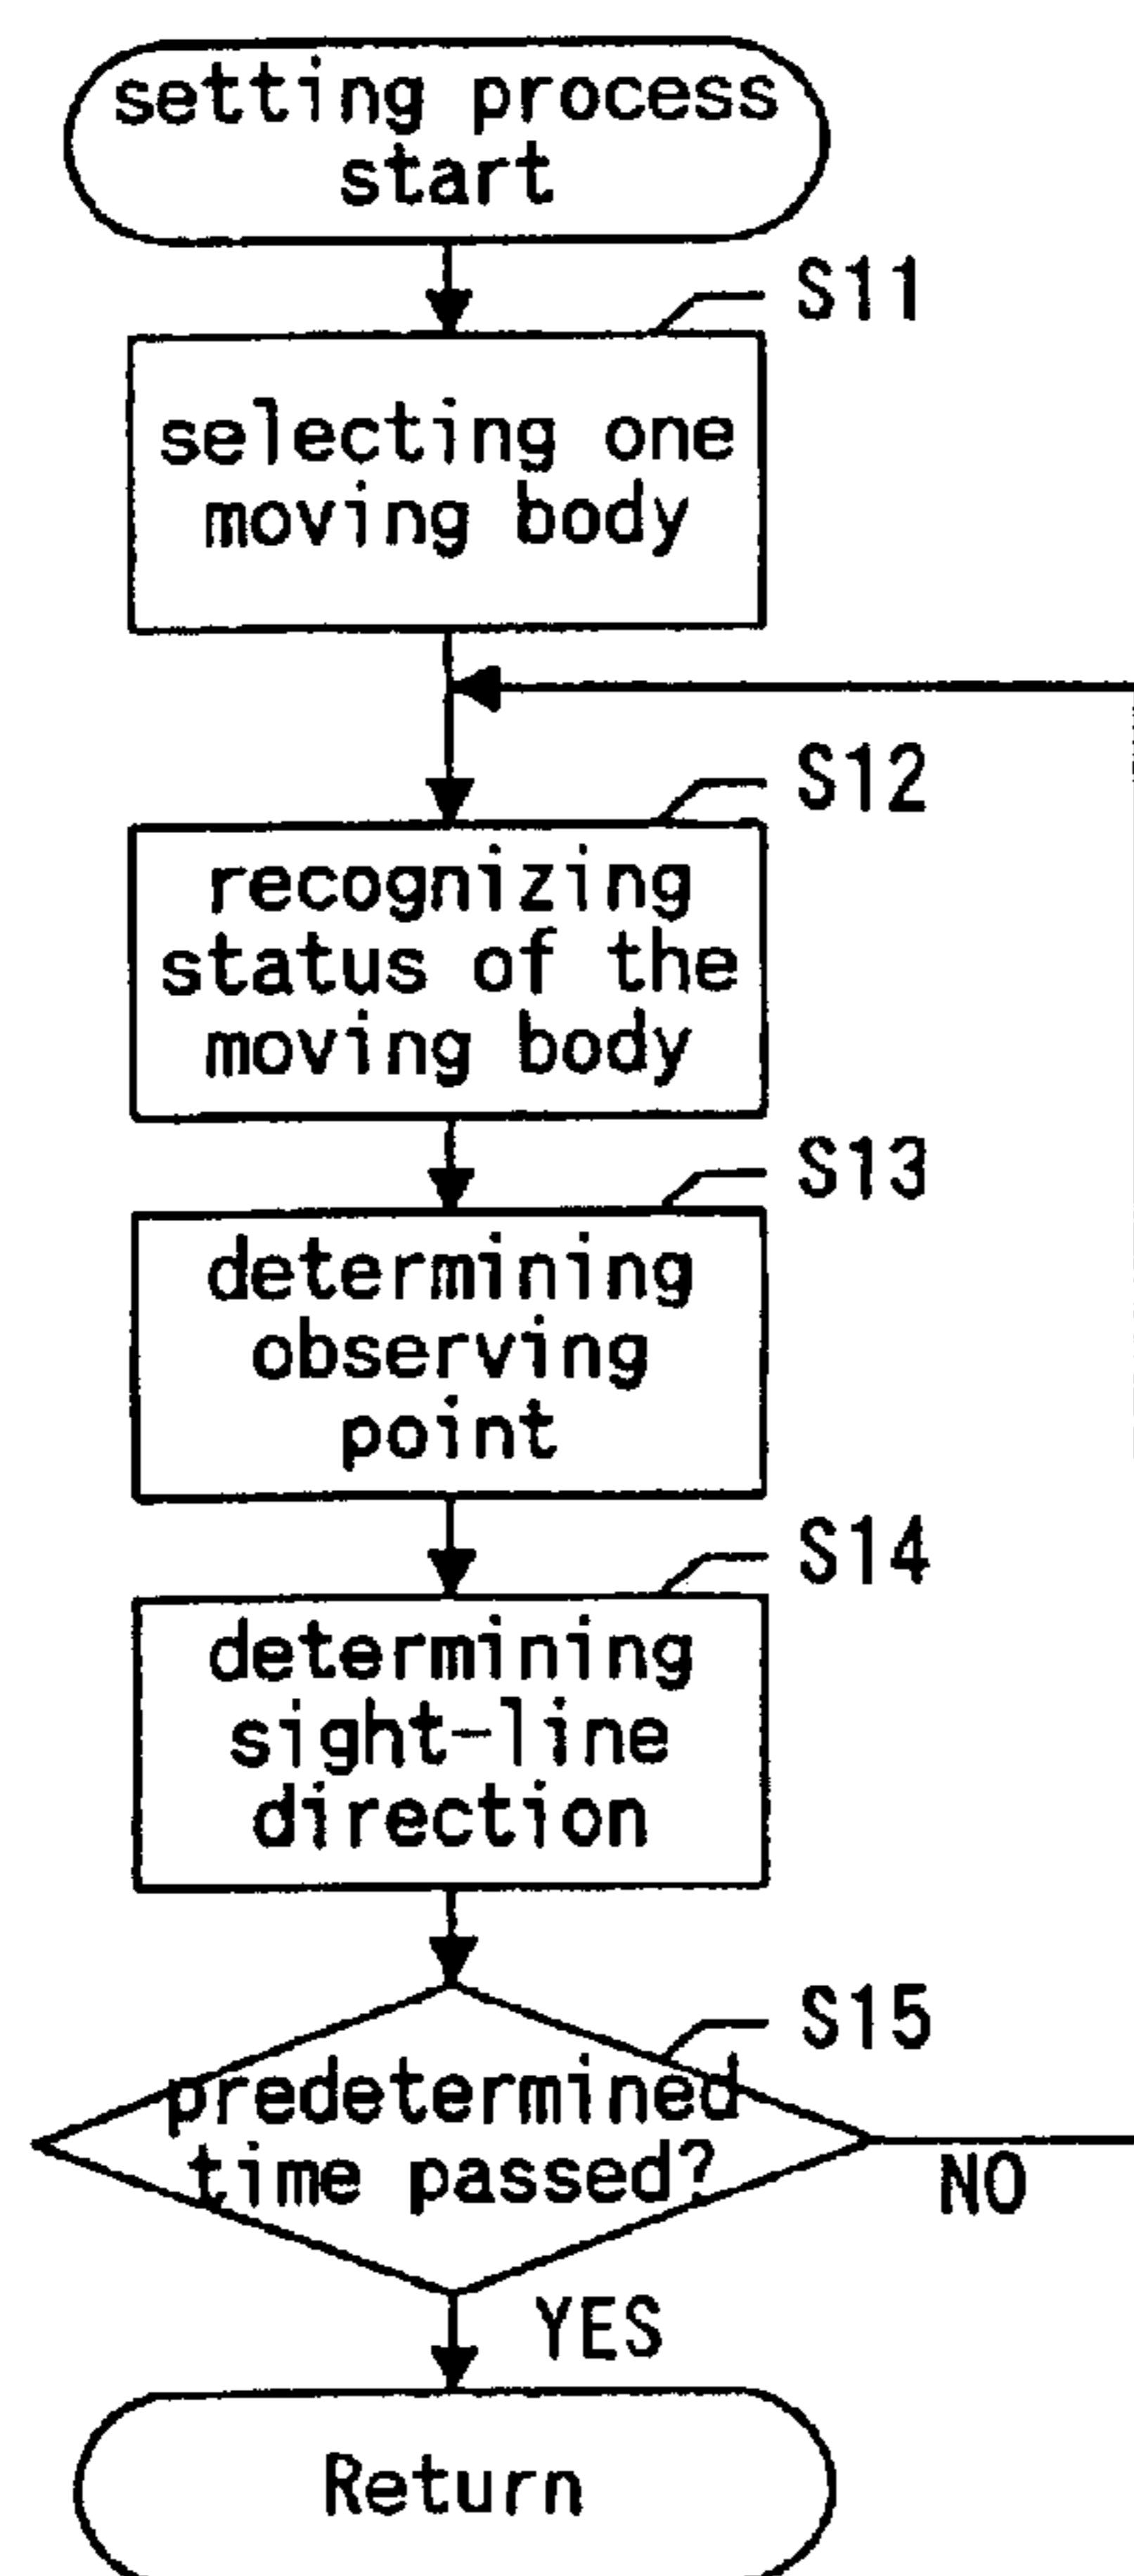 setting process
start
S11
selecting one
moving body
S12
recognizing
status of the
moving body
S13
determining
observing
point
S14
determining
sight-line
direction
S15
predetermined
time passed?
NO
YES
Return